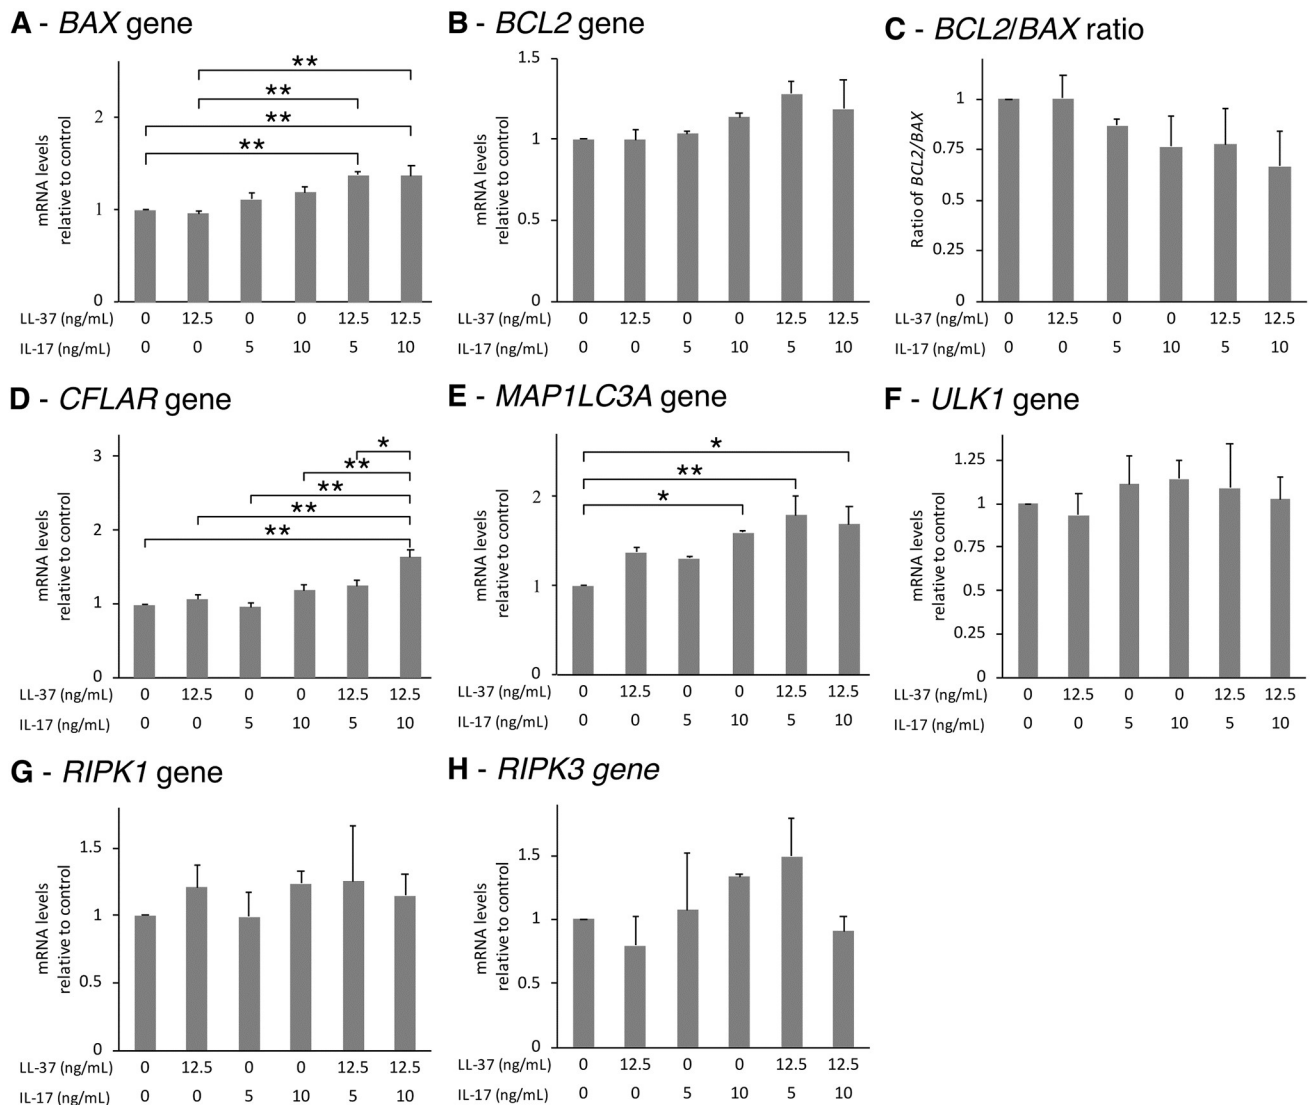 A - BAX gene
mRNA levels
relative to control
2
1
0
** 
**
**
**
LL-37 (ng/mL) 0 12.5 0 0 12.5 12.5
IL-17 (ng/mL) 0 0 5 10 5 10
B - BCL2 gene
mRNA levels
relative to control
1.5
1
0.5
0
LL-37 (ng/mL) 0 12.5 0 0 12.5 12.5
IL-17 (ng/mL) 0 0 5 10 5 10
C - BCL2/BAX ratio
Ratio of BCL2/BAX
1
0.75
0.5
0.25
0
LL-37 (ng/mL) 0 12.5 0 0 12.5 12.5
IL-17 (ng/mL) 0 0 5 10 5 10
D - CFLAR gene
mRNA levels
relative to control
3
2
1
0
*
**
**
**
**
LL-37 (ng/mL) 0 12.5 0 0 12.5 12.5
IL-17 (ng/mL) 0 0 5 10 5 10
E - MAP1LC3A gene
mRNA levels
relative to control
2
1
0
*
**
*
LL-37 (ng/mL) 0 12.5 0 0 12.5 12.5
IL-17 (ng/mL) 0 0 5 10 5 10
F - ULK1 gene
mRNA levels
relative to control
1.25
1
0.75
0.5
0.25
0
LL-37 (ng/mL) 0 12.5 0 0 12.5 12.5
IL-17 (ng/mL) 0 0 5 10 5 10
G - RIPK1 gene
mRNA levels
relative to control
1.5
1
0.5
0
LL-37 (ng/mL) 0 12.5 0 0 12.5 12.5
IL-17 (ng/mL) 0 0 5 10 5 10
H - RIPK3 gene
mRNA levels
relative to control
1.5
1
0.5
0
LL-37 (ng/mL) 0 12.5 0 0 12.5 12.5
IL-17 (ng/mL) 0 0 5 10 5 10